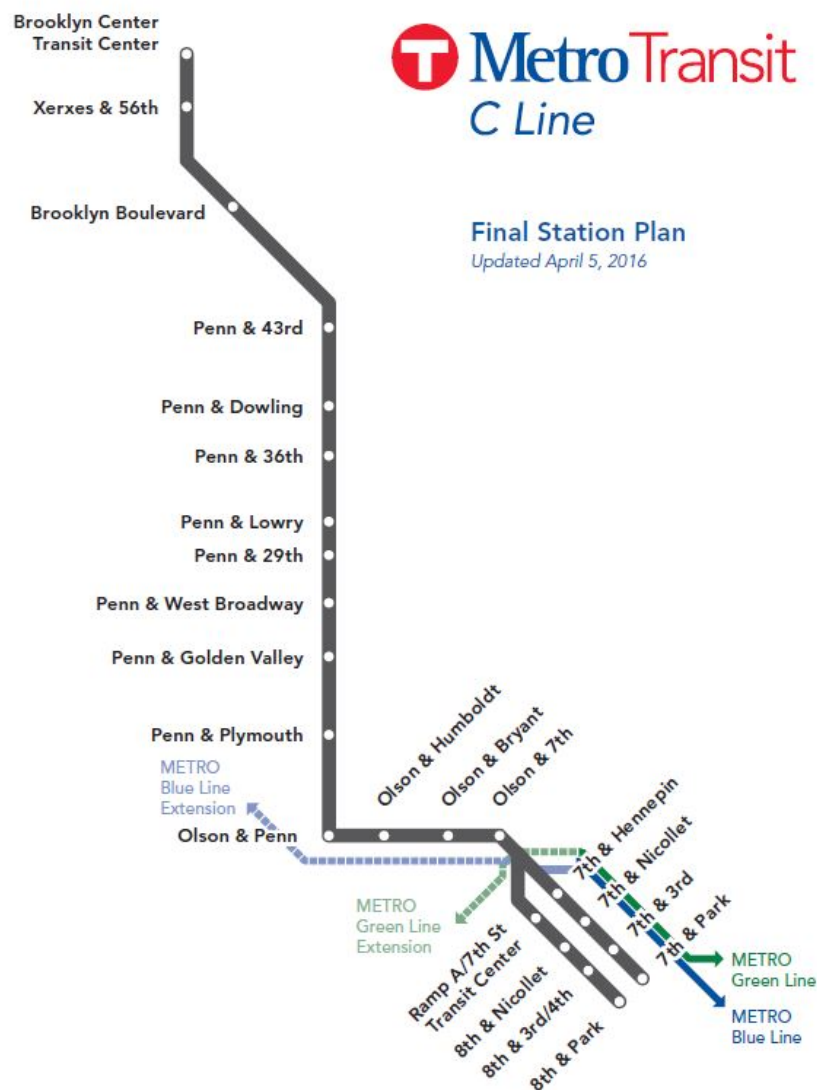 Brooklyn Center
Transit Center
T MetroTransit
C Line
Xerxes & 56th
Brooklyn Boulevard
Final Station Plan
Updated April 5, 2016
Penn & 43rd
Penn & Dowling
Penn & 36th
Penn & Lowry
Penn & 29th
Penn & West Broadway
Penn & Golden Valley
Penn & Plymouth
METRO
Blue Line
Extension
Olson & Penn
Olson & Humboldt
Olson & Bryant
Olson & 7th
7th & Hennepin
7th & Nicollet
7th & 3rd
7th & Park
METRO
Green Line
Extension
Ramp A/7th St
Transit Center
8th & Nicollet
8th & 3rd/4th
8th & Park
METRO
Green Line
METRO
Blue Line